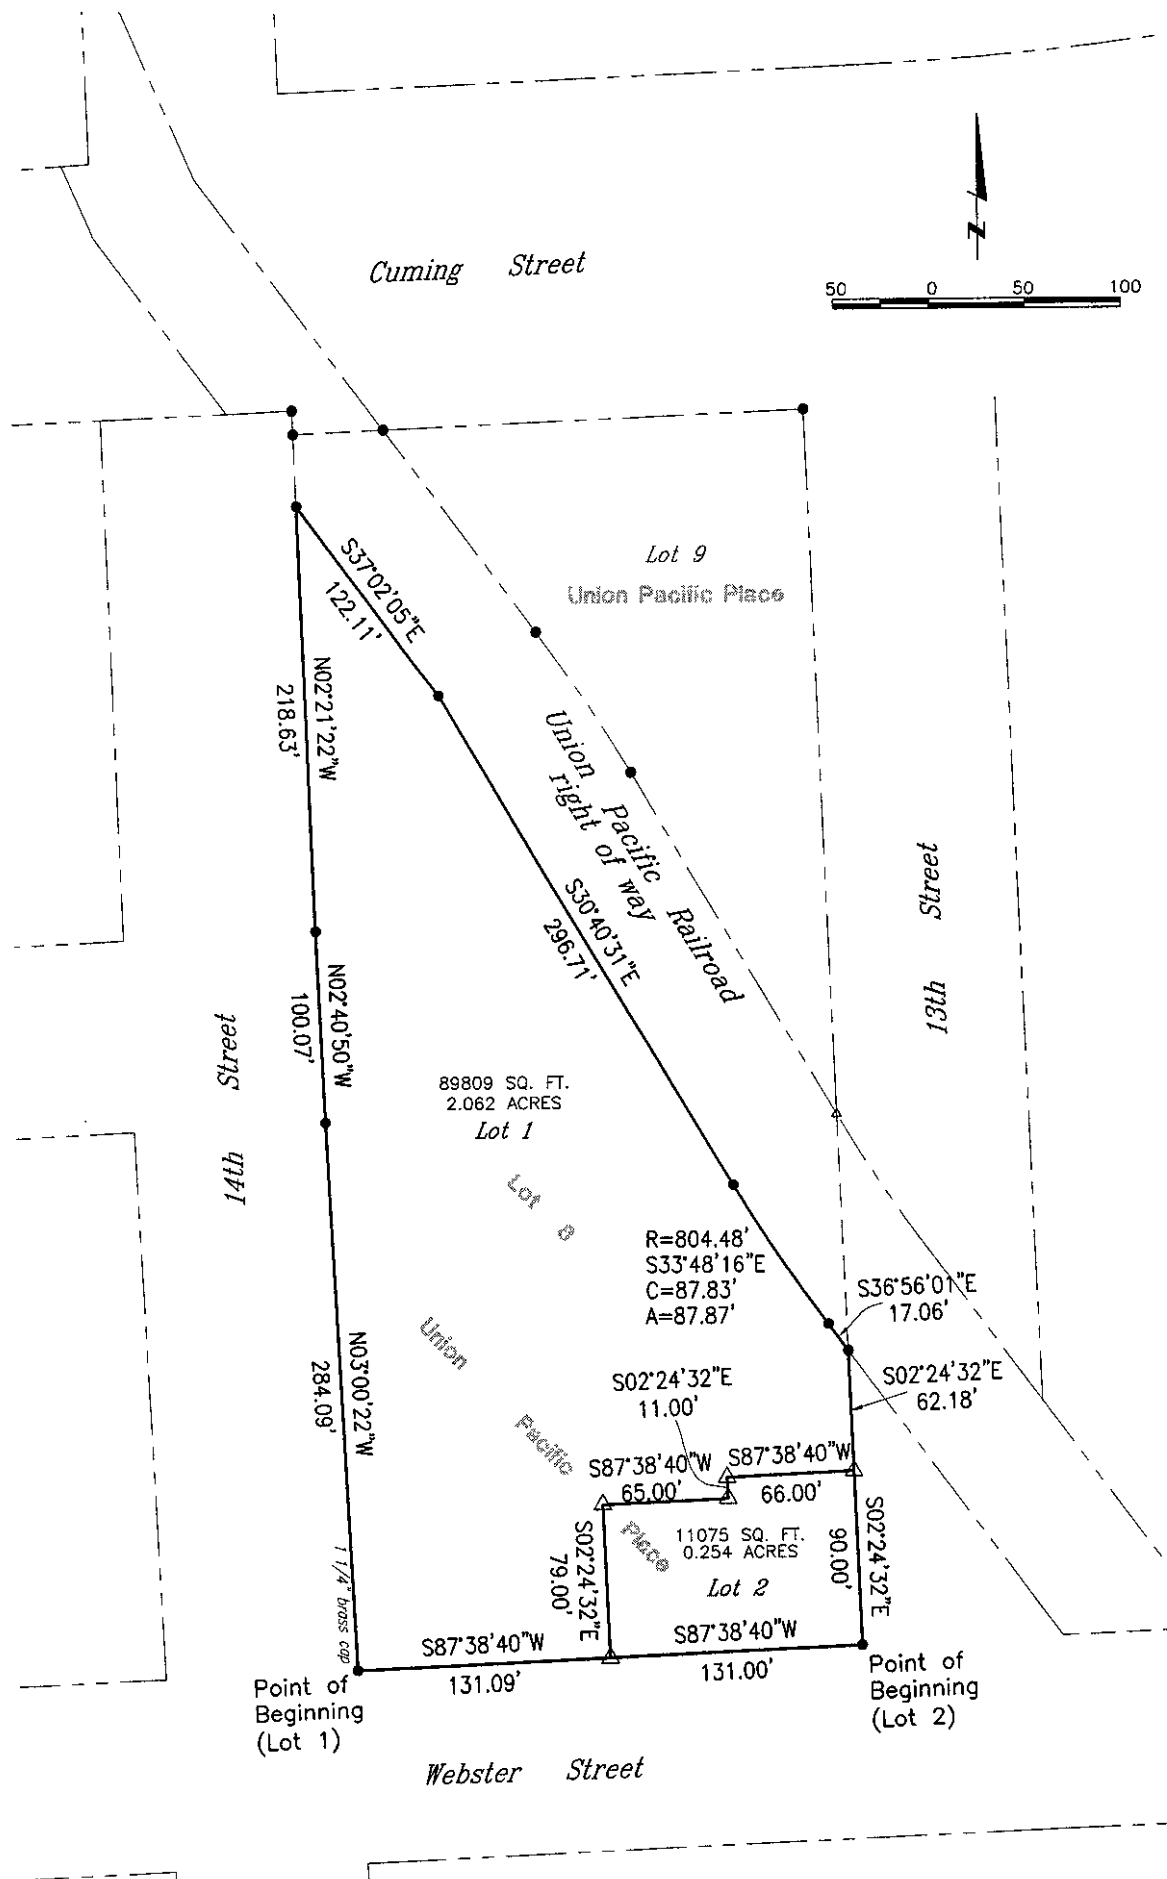 Cuming Street
N
50 0 50 100
Lot 9
Union Pacific Place
S37°02'05"E
122.11'
N02°21'22"W
218.63'
Union Pacific Railroad
right of way
S30°40'31"E
296.71'
13th Street
N02°40'50"W
100.07'
14th Street
89809 SQ. FT.
2.062 ACRES
Lot 1
Lot 8
R=804.48'
S33°48'16"E
C=87.83'
A=87.87'
S36°56'01"E
17.06'
Union Pacific Place
N03°00'22"W
284.09'
S02°24'32"E
11.00'
S02°24'32"E
62.18'
S87°38'40"W
65.00'
S87°38'40"W
66.00'
S02°24'32"E
79.00'
11075 SQ. FT.
0.254 ACRES
Lot 2
S02°24'32"E
90.00'
1 1/4" brass cap
S87°38'40"W
131.09'
S87°38'40"W
131.00'
Point of
Beginning
(Lot 1)
Point of
Beginning
(Lot 2)
Webster Street